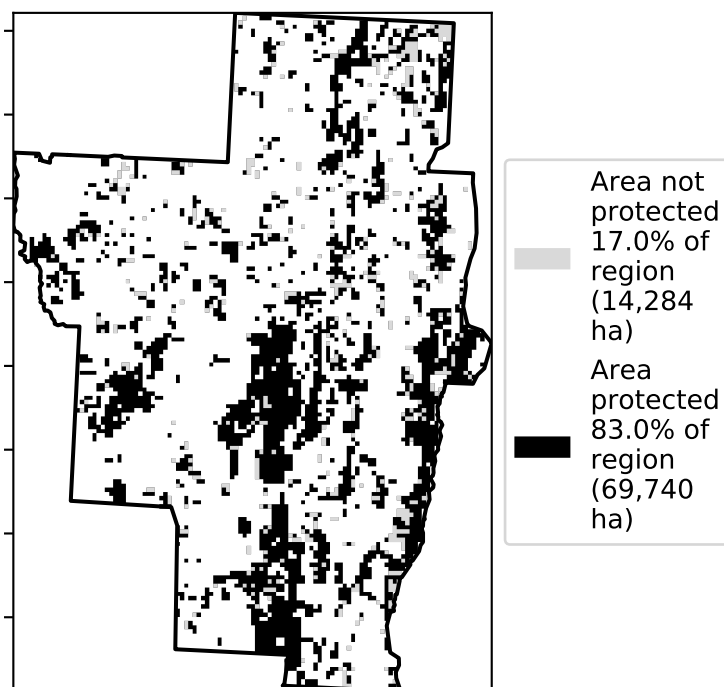 Area not
protected
17.0% of
region
(14,284
ha)
Area
protected
83.0% of
region
(69,740
ha)